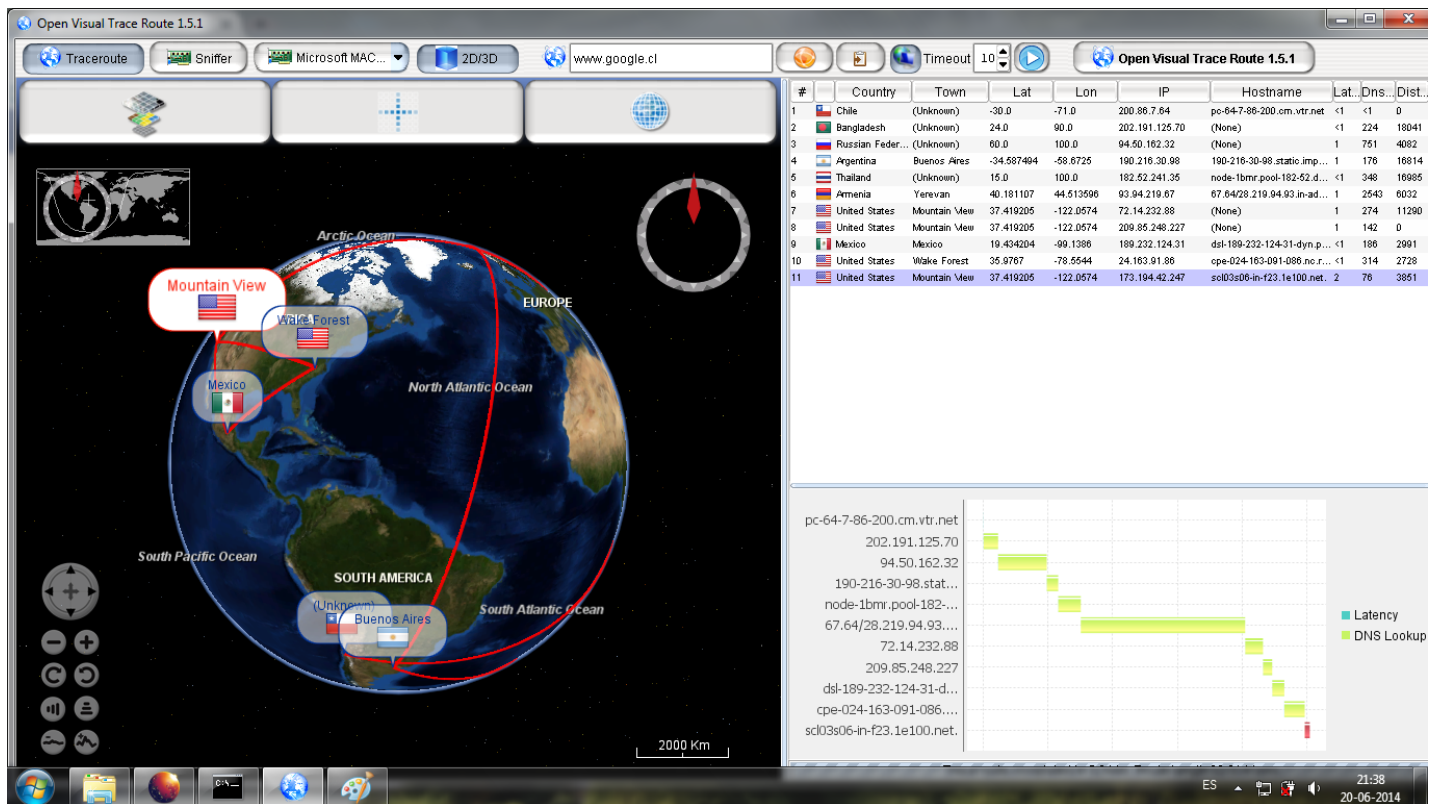 Open Visual Trace Route 1.5.1
Traceroute Sniffer Microsoft MAC... 2D/3D www.google.cl Timeout 10 Open Visual Trace Route 1.5.1
# Country Town Lat Lon IP Hostname Lat... Dns... Dist...
1 Chile (Unknown) -30.0 -71.0 200.86.7.64 pc-64-7-86-200.cm.vtr.net <1 <1 0
2 Bangladesh (Unknown) 24.0 90.0 202.191.125.70 (None) <1 224 18041
3 Russian Feder... (Unknown) 60.0 100.0 94.50.162.32 (None) 1 751 4082
4 Argentina Buenos Aires -34.587494 -58.6725 190.216.30.98 190-216-30-98.static.imp... 1 176 16814
5 Thailand (Unknown) 15.0 100.0 182.52.241.35 node-1bmr.pool-182-52.d... <1 348 16985
6 Armenia Yerevan 40.181107 44.513596 93.94.219.67 67.64/28.219.94.93.in-ad... 1 2543 6032
7 United States Mountain View 37.419205 -122.0574 72.14.232.88 (None) 1 274 11290
8 United States Mountain View 37.419205 -122.0574 209.85.248.227 (None) 1 142 0
9 Mexico Mexico 19.434204 -99.1386 189.232.124.31 dsl-189-232-124-31-dyn.p... <1 186 2991
10 United States Wake Forest 35.9767 -78.5544 24.163.91.86 cpe-024-163-091-086.nc.r... <1 314 2728
11 United States Mountain View 37.419205 -122.0574 173.194.42.247 scl03s06-in-f23.1e100.net. 2 76 3851
Arctic Ocean
Mountain View
EUROPE
Wake Forest
Mexico
North Atlantic Ocean
South Pacific Ocean
SOUTH AMERICA
(Unknown)
Buenos Aires
South Atlantic Ocean
2000 Km
pc-64-7-86-200.cm.vtr.net
202.191.125.70
94.50.162.32
190-216-30-98.stat...
node-1bmr.pool-182-...
67.64/28.219.94.93....
72.14.232.88
209.85.248.227
dsl-189-232-124-31-d...
cpe-024-163-091-086....
scl03s06-in-f23.1e100.net.
Latency
DNS Lookup
ES
21:38
20-06-2014